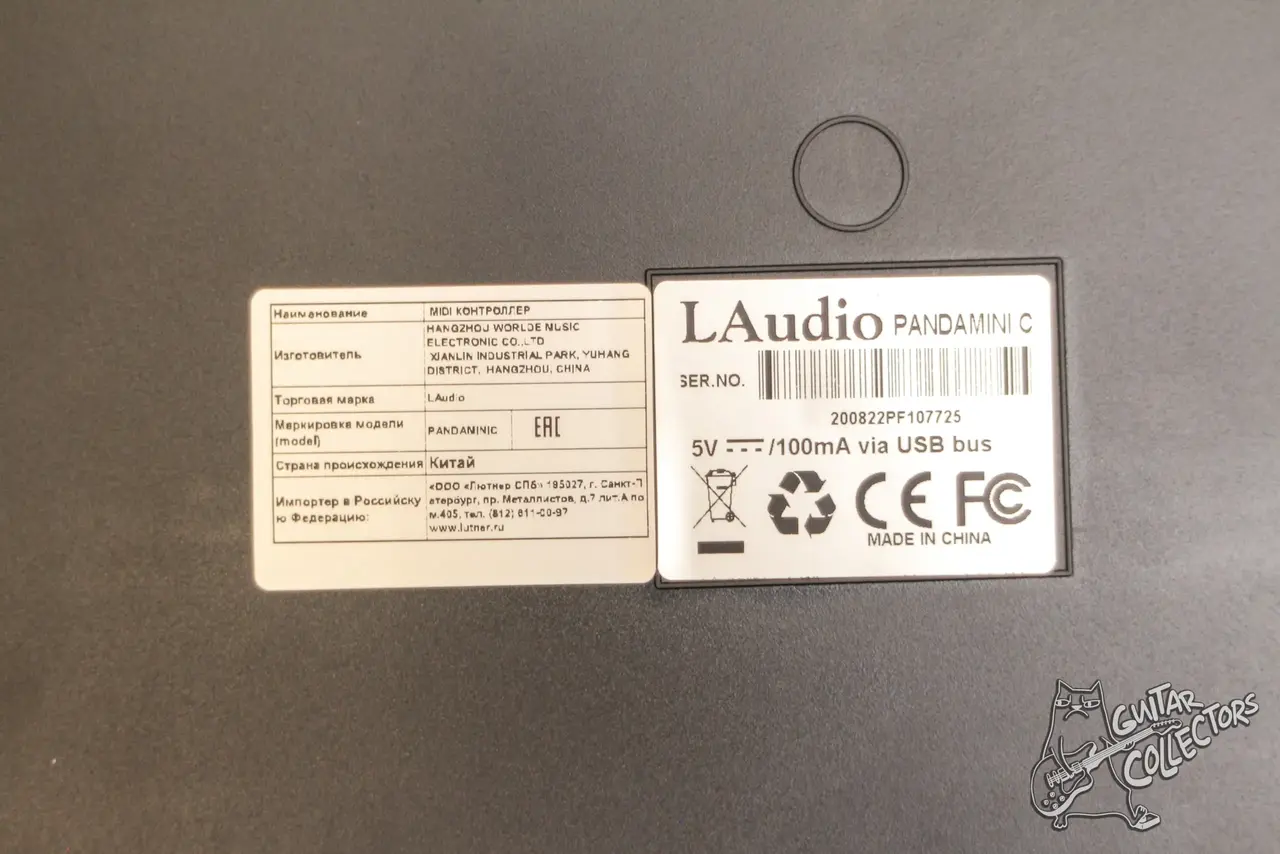 Наименование
MIDI КОНТРОЛЛЕР
Изготовитель
HANGZHOU WORLDE MUSIC
ELECTRONIC CO.,LTD
XIANLIN INDUSTRIAL PARK, YUHANG
DISTRICT, HANGZHOU, CHINA
Торговая марка
LAudio
Маркировка модели
(model)
PANDAMINIC
EAC
Страна происхождения
Китай
Импортер в Российску
ю Федерацию:
«ООО «Лютнер СПб» 195027, г. Санкт-П
етербург, пр. Металлистов, д.7 лит.А по
м.405, тел. (812) 611-00-97
www.lutner.ru
LAudio PANDAMINI C
SER.NO.
200822PF107725
5V /100mA via USB bus
CE FC
MADE IN CHINA
GUITAR
COLLECTORS